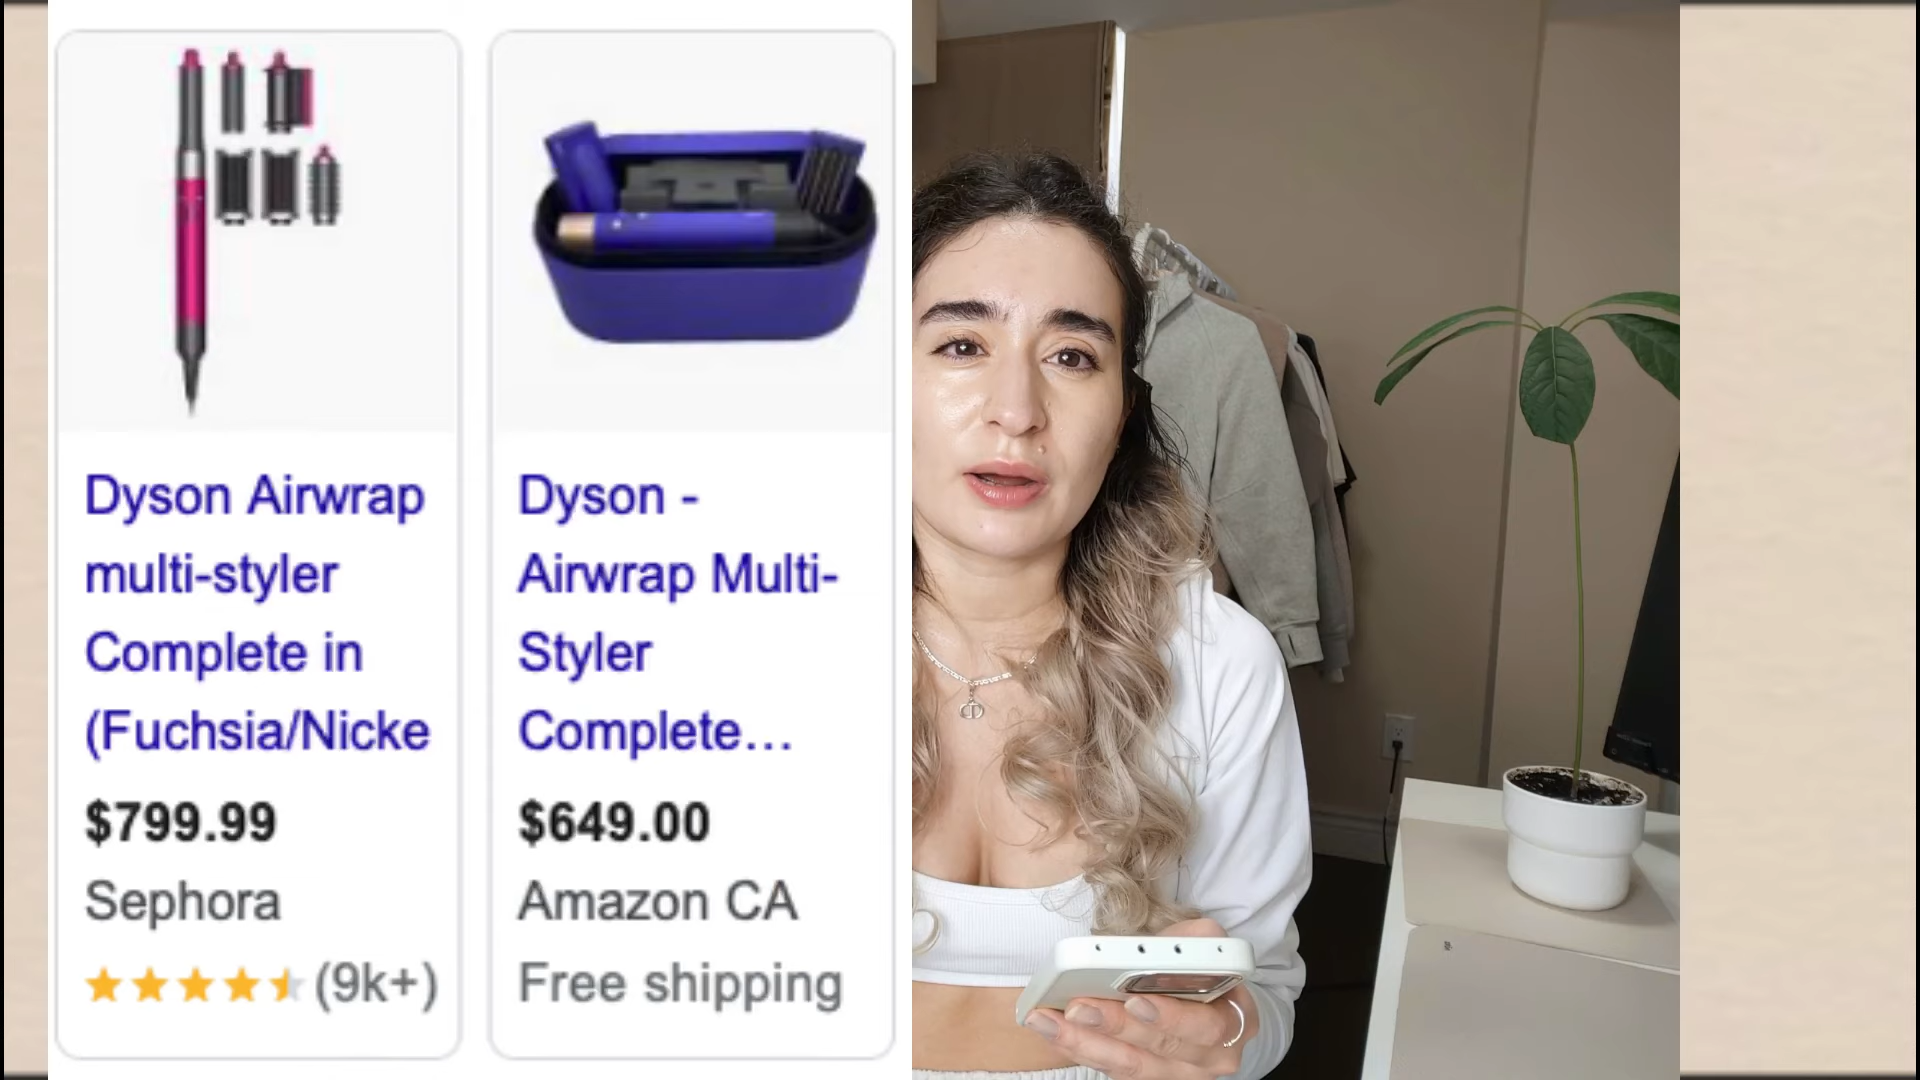 Dyson Airwrap
multi-styler
Complete in
(Fuchsia/Nicke
$799.99
Sephora
(9k+)
Dyson -
Airwrap Multi-
Styler
Complete...
$649.00
Amazon CA
Free shipping